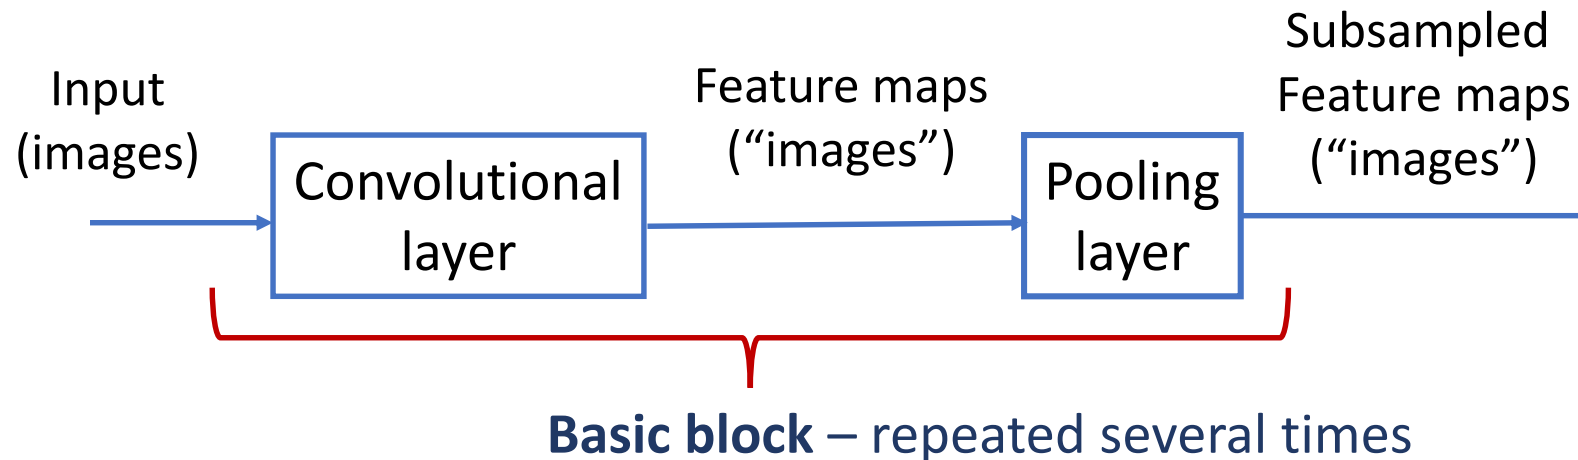 Input
(images)
Convolutional
layer
Feature maps
(“images”)
Pooling
layer
Subsampled
Feature maps
(“images”)
Basic block – repeated several times